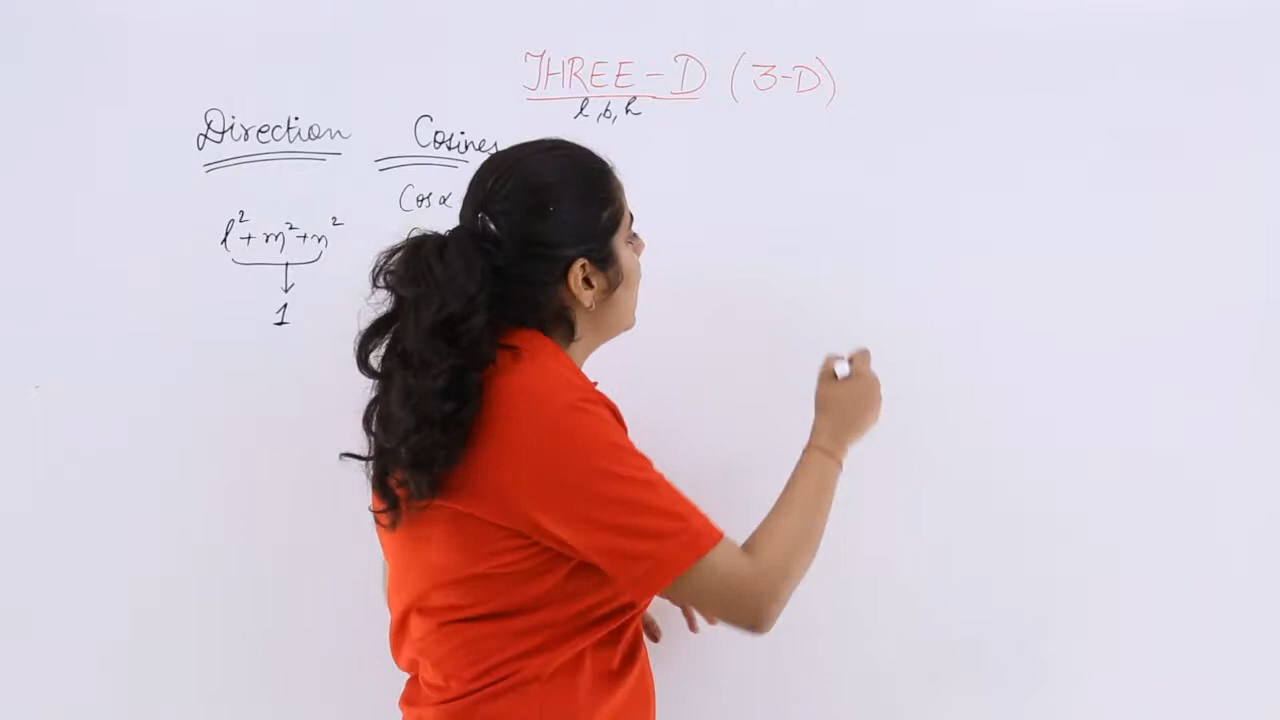 THREE-D (3-D)
l, b, h
Direction Cosines
Cos α
l² + m² + n²
1